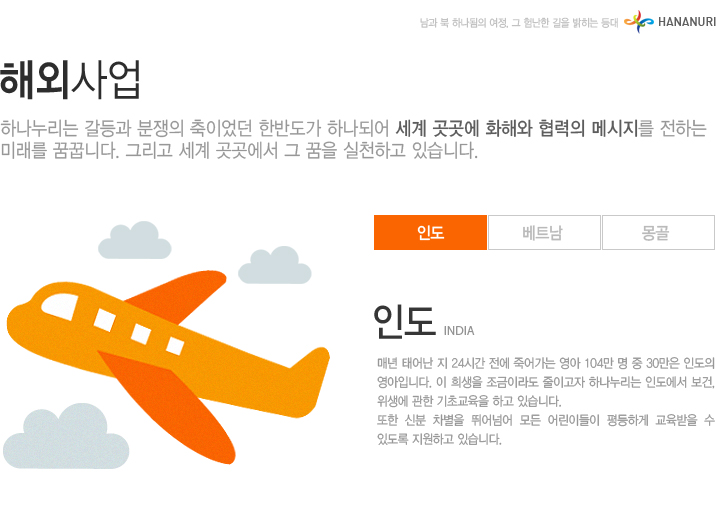 남과 북 하나됨의 여정, 그 험난한 길을 밝히는 등대 HANANURI
해외사업
하나누리는 갈등과 분쟁의 축이었던 한반도가 하나되어 세계 곳곳에 화해와 협력의 메시지를 전하는
미래를 꿈꿉니다. 그리고 세계 곳곳에서 그 꿈을 실천하고 있습니다.
인도 베트남 몽골
인도 INDIA
매년 태어난 지 24시간 전에 죽어가는 영아 104만 명 중 30만은 인도의
영아입니다. 이 희생을 조금이라도 줄이고자 하나누리는 인도에서 보건,
위생에 관한 기초교육을 하고 있습니다.
또한 신분 차별을 뛰어넘어 모든 어린이들이 평등하게 교육받을 수
있도록 지원하고 있습니다.